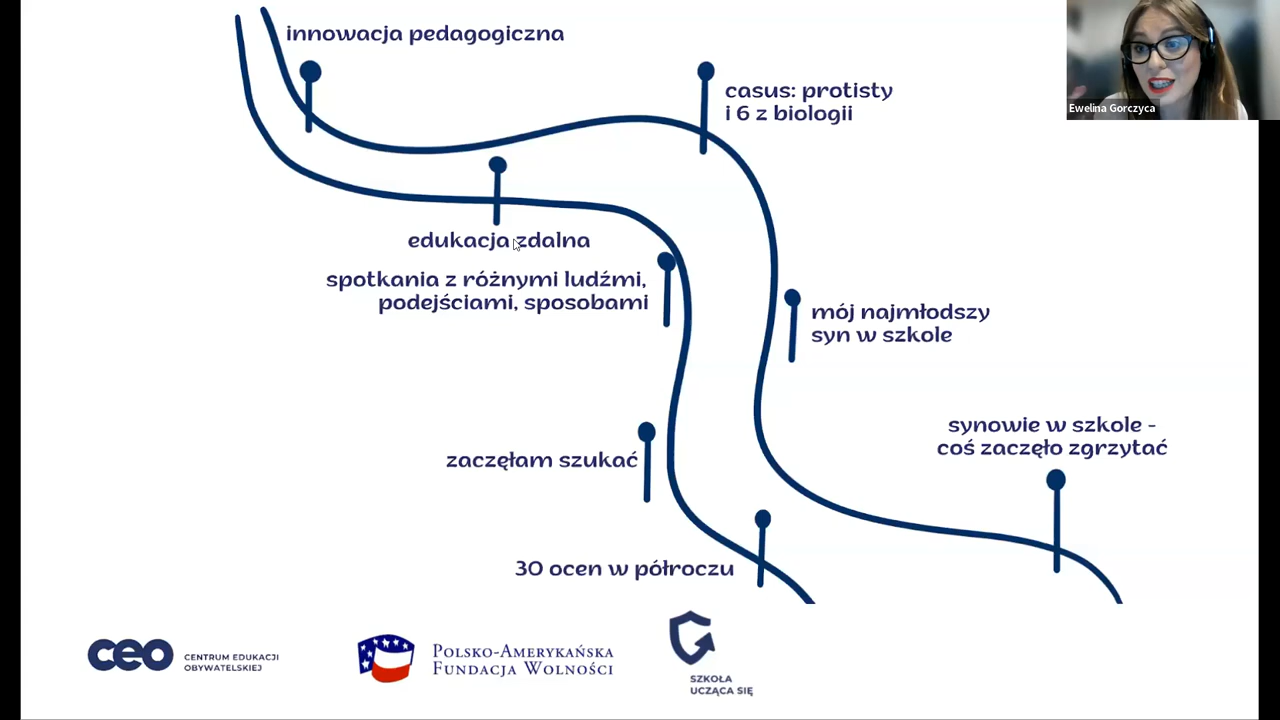 innowacja pedagogiczna
casus: protisty
i 6 z biologii
Ewelina Gorczyca
edukacja zdalna
spotkania z różnymi ludźmi,
podejściami, sposobami
mój najmłodszy
syn w szkole
synowie w szkole -
coś zaczęło zgrzytać
zaczęłam szukać
30 ocen w półroczu
ceo
CENTRUM EDUKACJI
OBYWATELSKIEJ
POLSKO-AMERYKAŃSKA
FUNDACJA WOLNOŚCI
SZKOŁA
UCZĄCA SIĘ